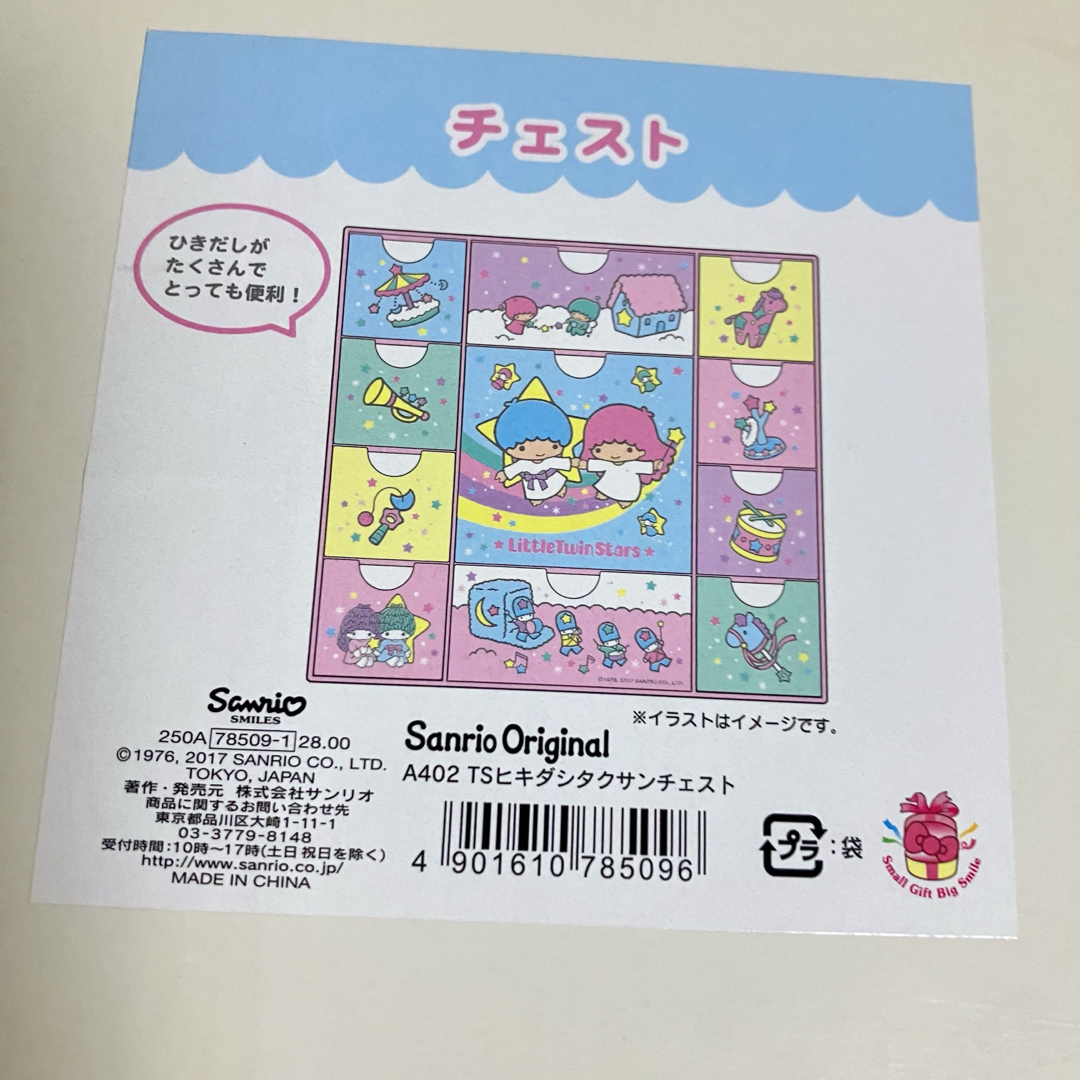 チェスト
ひきだしが
たくさんで
とっても便利！
★LittleTwinStars★
©1976, 2017 SANRIO CO., LTD.
※イラストはイメージです。
Sanrio
SMILES
250A 78509-1 28.00
©1976, 2017 SANRIO CO., LTD.
TOKYO, JAPAN
著作・発売元 株式会社サンリオ
商品に関するお問い合わせ先
東京都品川区大崎1-11-1
03-3779-8148
受付時間：10時〜17時(土日祝日を除く)
http://www.sanrio.co.jp/
MADE IN CHINA
Sanrio Original
A402 TSヒキダシタクサンチェスト
4 901610 785096
プラ：袋
Small Gift Big Smile